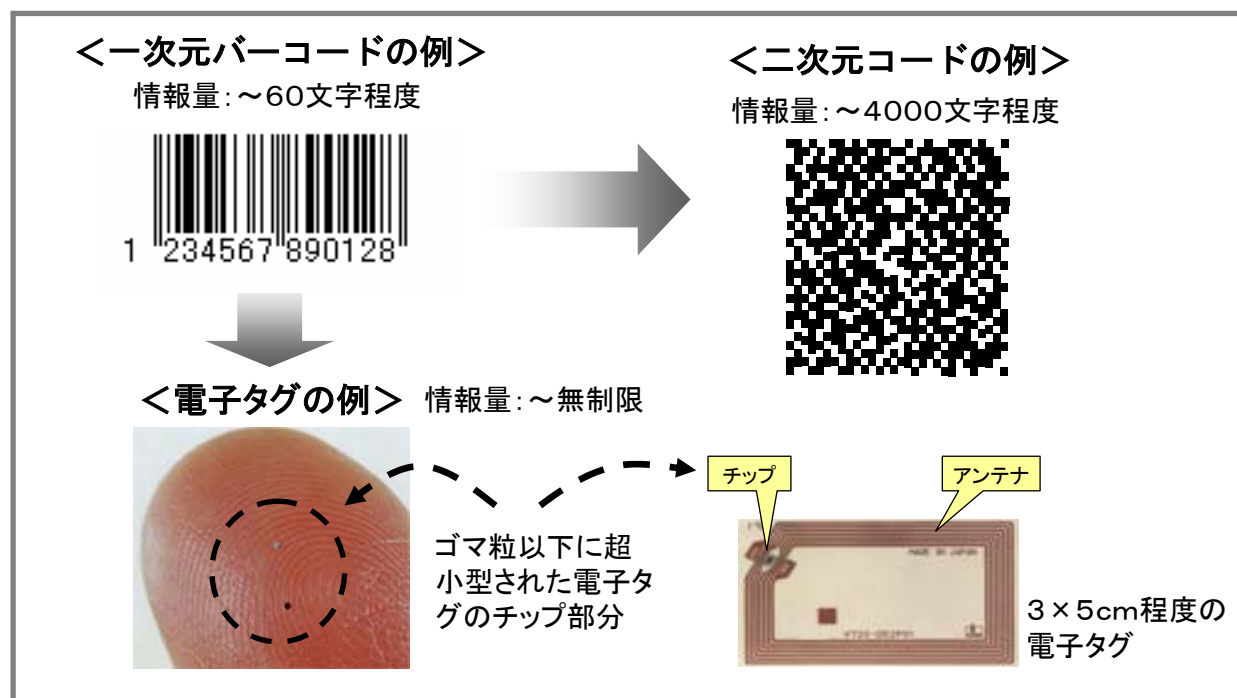 ＜一次元バーコードの例＞
情報量：～60文字程度
1 234567 890128
＜二次元コードの例＞
情報量：～4000文字程度
＜電子タグの例＞ 情報量：～無制限
チップ
アンテナ
ゴマ粒以下に超
小型された電子タ
グのチップ部分
MADE IN JAPAN
3×5cm程度の
電子タグ